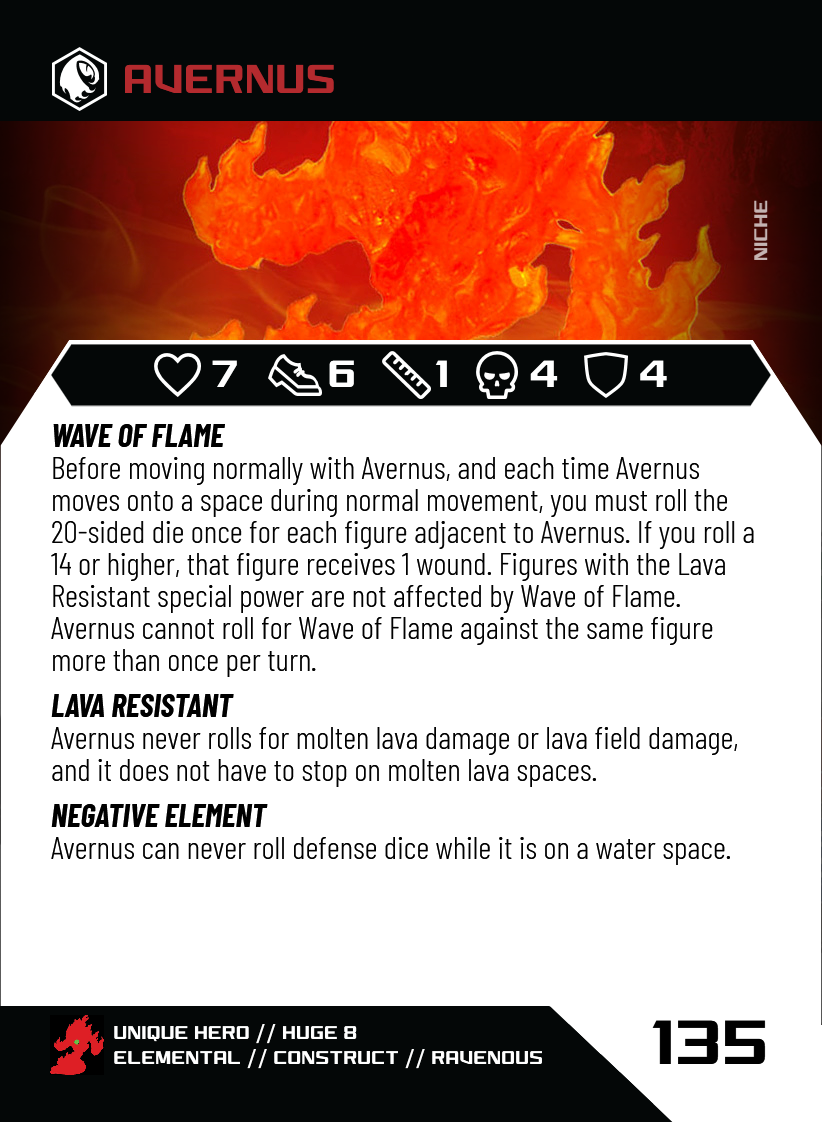 AVERNUS
NICHE
7 6 1 4 4
WAVE OF FLAME
Before moving normally with Avernus, and each time Avernus
moves onto a space during normal movement, you must roll the
20-sided die once for each figure adjacent to Avernus. If you roll a
14 or higher, that figure receives 1 wound. Figures with the Lava
Resistant special power are not affected by Wave of Flame.
Avernus cannot roll for Wave of Flame against the same figure
more than once per turn.
LAVA RESISTANT
Avernus never rolls for molten lava damage or lava field damage,
and it does not have to stop on molten lava spaces.
NEGATIVE ELEMENT
Avernus can never roll defense dice while it is on a water space.
UNIQUE HERO // HUGE 8
ELEMENTAL // CONSTRUCT // RAVENOUS
135